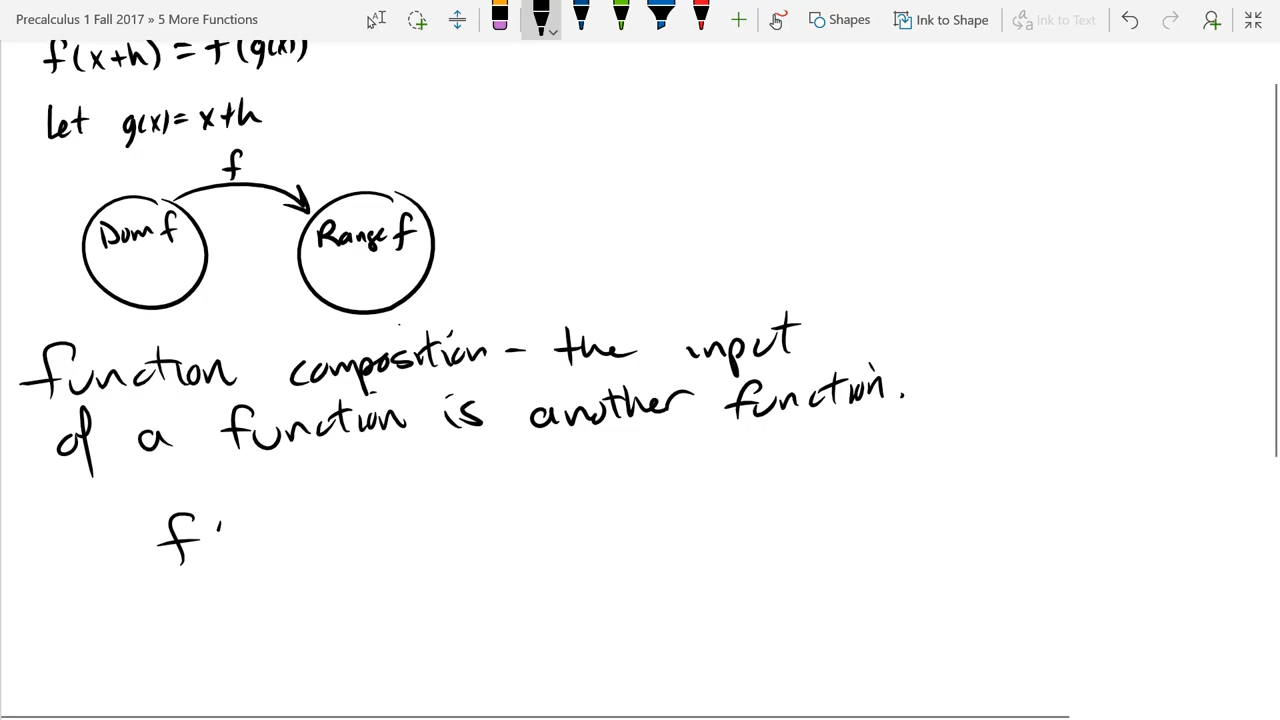 Precalculus 1 Fall 2017 » 5 More Functions
Shapes
Ink to Shape
Ink to Text
f(x+h) = f(g(x))
Let g(x) = x+h
f
Dom f
Range f
function composition - the input
of a function is another function.
f